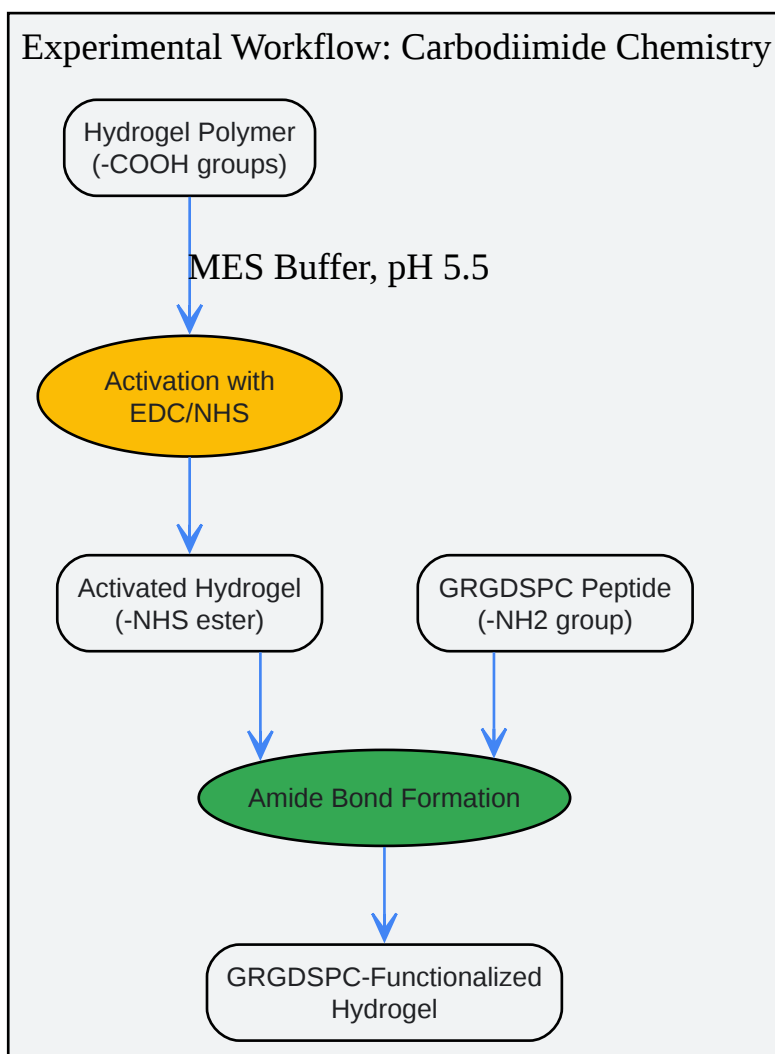 Experimental Workflow: Carbodiimide Chemistry
Hydrogel Polymer
(-COOH groups)
MES Buffer, pH 5.5
Activation with
EDC/NHS
Activated Hydrogel
(-NHS ester)
GRGDSPC Peptide
(-NH2 group)
Amide Bond Formation
GRGDSPC-Functionalized
Hydrogel